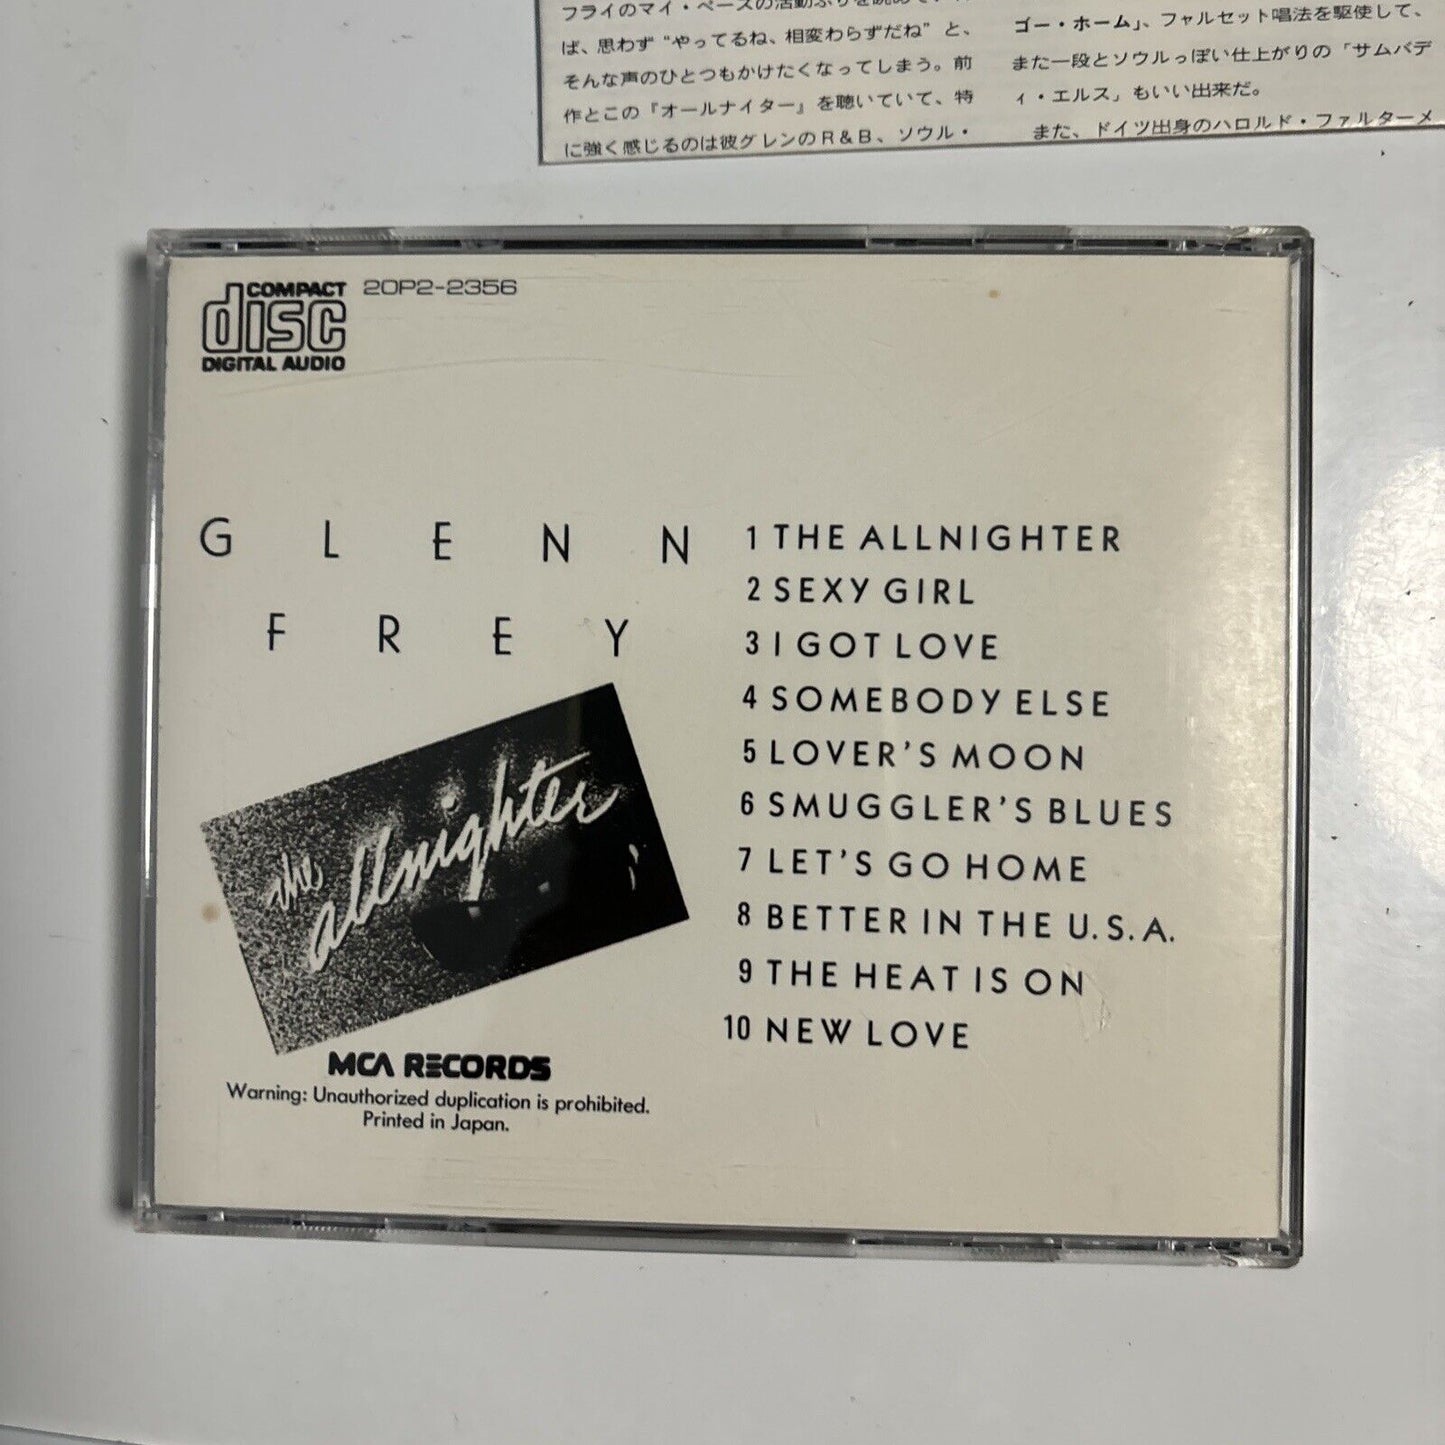 フライのマイ・ペースの活動ぶりを眺めて、
ば、思わず“やってるね、相変わらずだね”と、
そんな声のひとつもかけたくなってしまう。前
作とこの『オールナイター』を聴いていて、特
に強く感じるのは彼グレンのR&B、ソウル・
ゴー・ホーム」、ファルセット唱法を駆使して、
また一段とソウルっぽい仕上がりの「サムバデ
ィ・エルス」もいい出来だ。
また、ドイツ出身のハロルド・ファルターメ
COMPACT
disc
DIGITAL AUDIO
20P2-2356
GLENN
FREY
the
allnighter
MCA RECORDS
Warning: Unauthorized duplication is prohibited.
Printed in Japan.
1 THE ALLNIGHTER
2 SEXY GIRL
3 I GOT LOVE
4 SOMEBODY ELSE
5 LOVER'S MOON
6 SMUGGLER'S BLUES
7 LET'S GO HOME
8 BETTER IN THE U.S.A.
9 THE HEAT IS ON
10 NEW LOVE